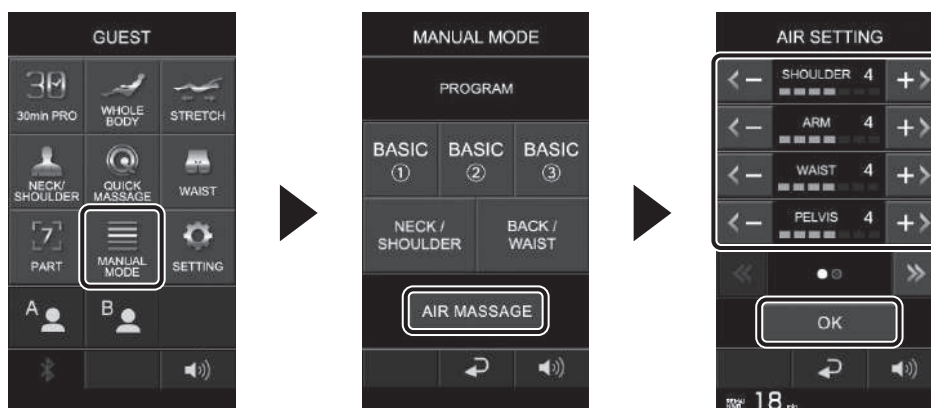 GUEST
30
30min PRO
WHOLE
BODY
STRETCH
NECK/
SHOULDER
QUICK
MASSAGE
WAIST
7
PART
MANUAL
MODE
SETTING
A
B
MANUAL MODE
PROGRAM
BASIC
①
BASIC
②
BASIC
③
NECK /
SHOULDER
BACK /
WAIST
AIR MASSAGE
AIR SETTING
SHOULDER 4
ARM 4
WAIST 4
PELVIS 4
OK
18